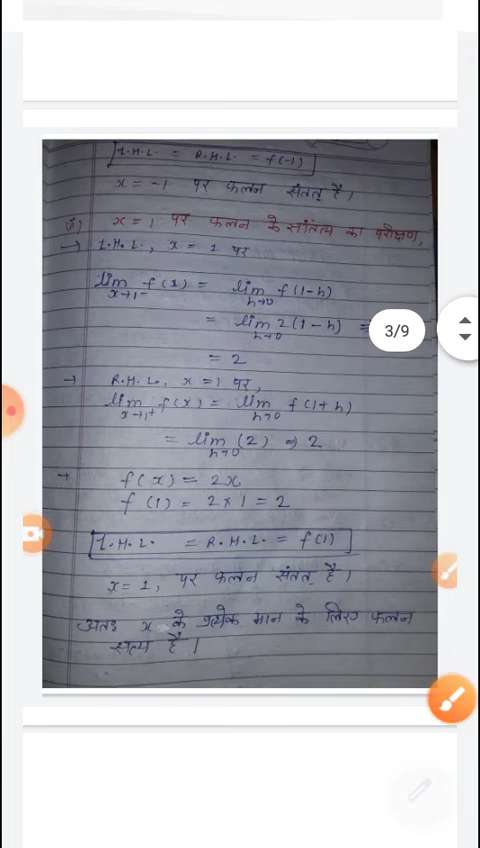 L.H.L. = R.H.L. = f(-1)
x = -1 पर फलन संतत् है।
x = 1 पर फलन के सांतत्य का परीक्षण,
→ L.H.L., x = 1 पर
lim x→1⁻ f(x) = lim h→0 f(1-h)
= lim h→0 2(1-h) =
3/9
= 2
→ R.H.L, x = 1 पर,
lim x→1⁺ f(x) = lim h→0 f(1+h)
= lim h→0 (2) ⇒ 2
→ f(x) = 2x
f(1) = 2×1 = 2
L.H.L. = R.H.L. = f(1)
x = 1, पर फलन संतत् है।
अतः x के प्रत्येक मान के लिए फलन
सत्य है।